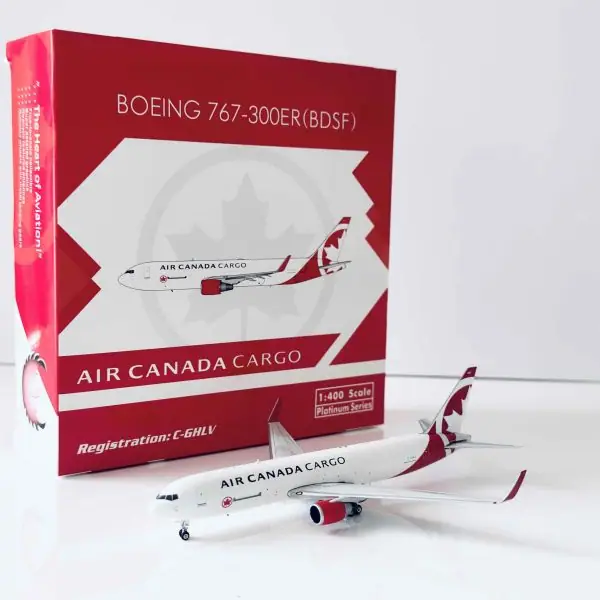 BOEING 767-300ER(BDSF)
"The Heart of Aviation!"
AIR CANADA CARGO
AIR CANADA CARGO
1:400 Scale
Platinum Series
Registration: C-GHLV
AIR CANADA CARGO